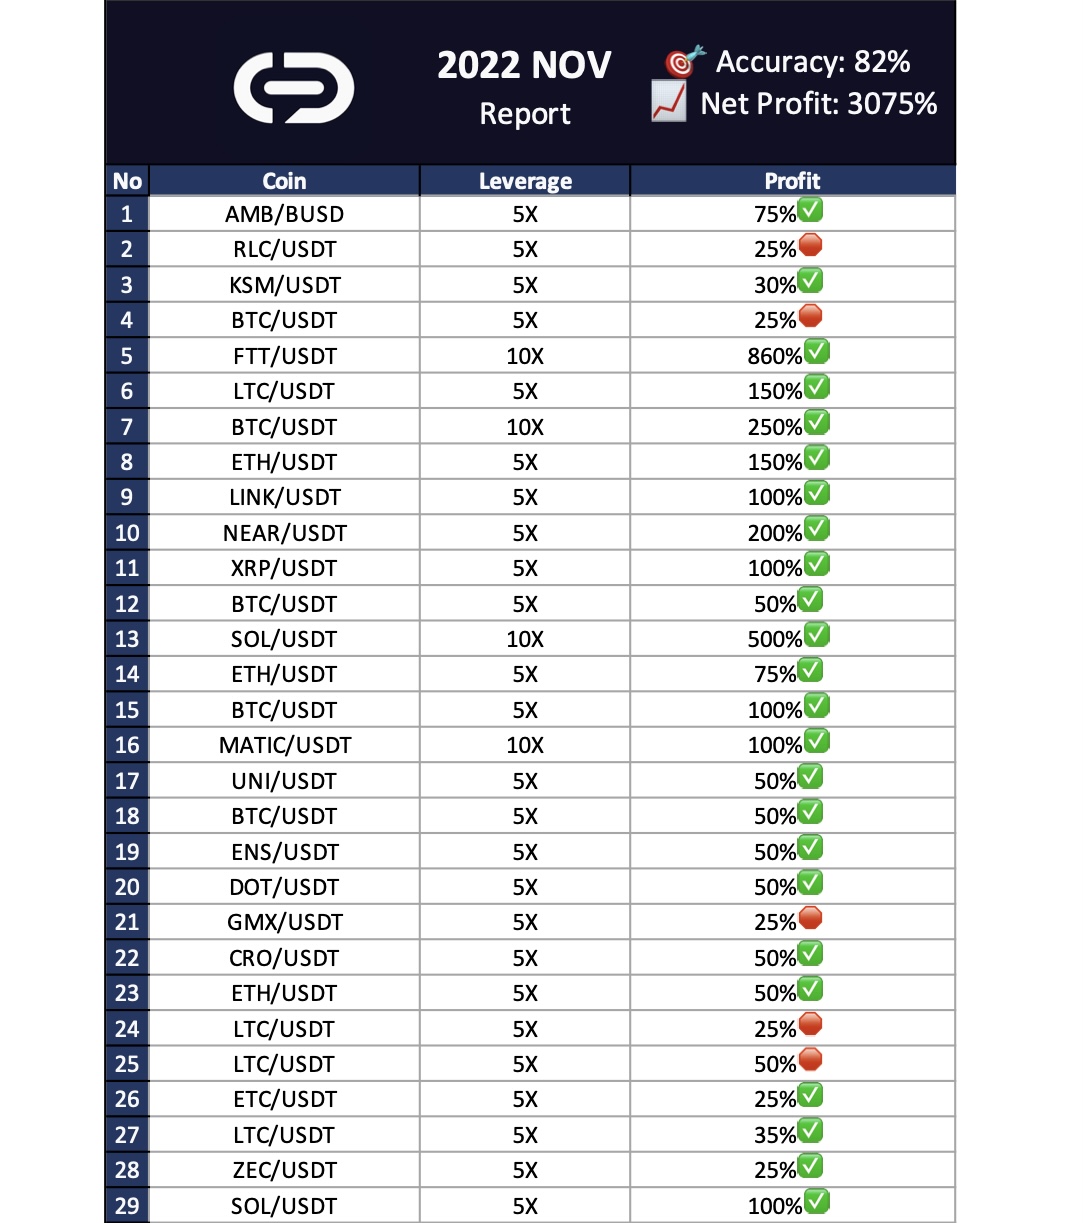 2022 NOV
Report
🎯 Accuracy: 82%
📈 Net Profit: 3075%
No Coin Leverage Profit
1 AMB/BUSD 5X 75%✅
2 RLC/USDT 5X 25%🛑
3 KSM/USDT 5X 30%✅
4 BTC/USDT 5X 25%🛑
5 FTT/USDT 10X 860%✅
6 LTC/USDT 5X 150%✅
7 BTC/USDT 10X 250%✅
8 ETH/USDT 5X 150%✅
9 LINK/USDT 5X 100%✅
10 NEAR/USDT 5X 200%✅
11 XRP/USDT 5X 100%✅
12 BTC/USDT 5X 50%✅
13 SOL/USDT 10X 500%✅
14 ETH/USDT 5X 75%✅
15 BTC/USDT 5X 100%✅
16 MATIC/USDT 10X 100%✅
17 UNI/USDT 5X 50%✅
18 BTC/USDT 5X 50%✅
19 ENS/USDT 5X 50%✅
20 DOT/USDT 5X 50%✅
21 GMX/USDT 5X 25%🛑
22 CRO/USDT 5X 50%✅
23 ETH/USDT 5X 50%✅
24 LTC/USDT 5X 25%🛑
25 LTC/USDT 5X 50%🛑
26 ETC/USDT 5X 25%✅
27 LTC/USDT 5X 35%✅
28 ZEC/USDT 5X 25%✅
29 SOL/USDT 5X 100%✅